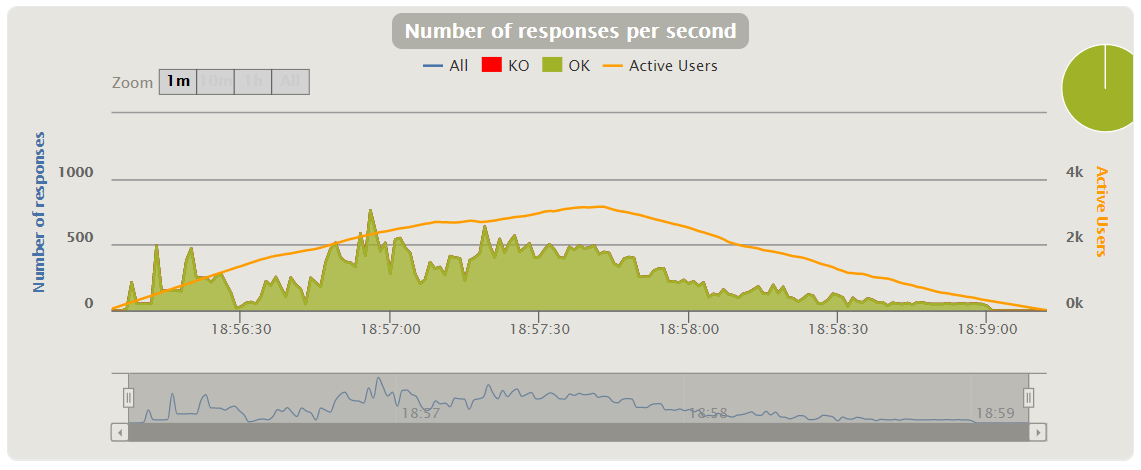 Number of responses per second
All KO OK Active Users
Zoom 1m 10m 1h All
Number of responses
1000
500
0
4k
2k
0k
Active Users
18:56:30 18:57:00 18:57:30 18:58:00 18:58:30 18:59:00
18:57 18:58 18:59